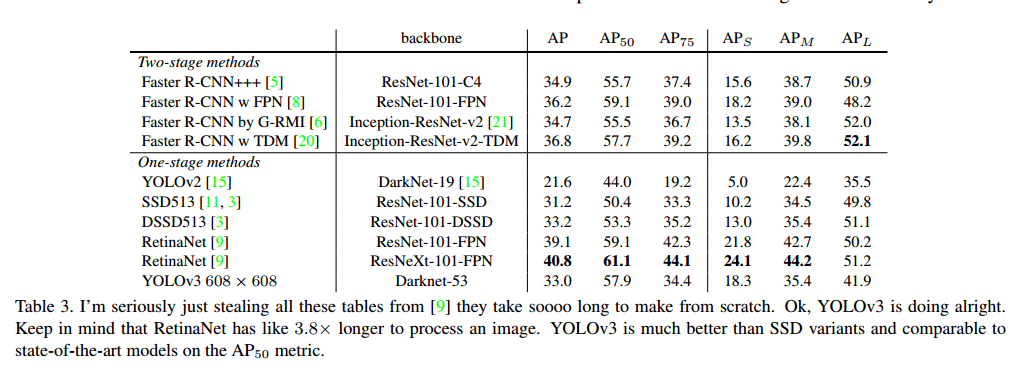 backbone AP AP50 AP75 APS APM APL
Two-stage methods
Faster R-CNN+++ [5] ResNet-101-C4 34.9 55.7 37.4 15.6 38.7 50.9
Faster R-CNN w FPN [8] ResNet-101-FPN 36.2 59.1 39.0 18.2 39.0 48.2
Faster R-CNN by G-RMI [6] Inception-ResNet-v2 [21] 34.7 55.5 36.7 13.5 38.1 52.0
Faster R-CNN w TDM [20] Inception-ResNet-v2-TDM 36.8 57.7 39.2 16.2 39.8 52.1
One-stage methods
YOLOv2 [15] DarkNet-19 [15] 21.6 44.0 19.2 5.0 22.4 35.5
SSD513 [11, 3] ResNet-101-SSD 31.2 50.4 33.3 10.2 34.5 49.8
DSSD513 [3] ResNet-101-DSSD 33.2 53.3 35.2 13.0 35.4 51.1
RetinaNet [9] ResNet-101-FPN 39.1 59.1 42.3 21.8 42.7 50.2
RetinaNet [9] ResNeXt-101-FPN 40.8 61.1 44.1 24.1 44.2 51.2
YOLOv3 608 × 608 Darknet-53 33.0 57.9 34.4 18.3 35.4 41.9
Table 3. I'm seriously just stealing all these tables from [9] they take soooo long to make from scratch. Ok, YOLOv3 is doing alright.
Keep in mind that RetinaNet has like 3.8× longer to process an image. YOLOv3 is much better than SSD variants and comparable to
state-of-the-art models on the AP50 metric.